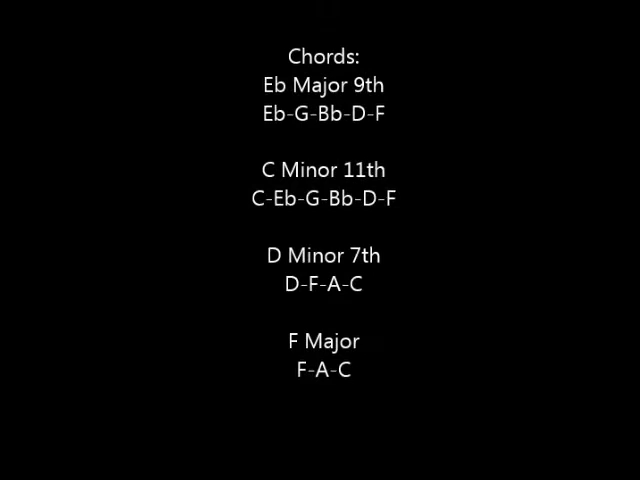 Chords:
Eb Major 9th
Eb-G-Bb-D-F
C Minor 11th
C-Eb-G-Bb-D-F
D Minor 7th
D-F-A-C
F Major
F-A-C